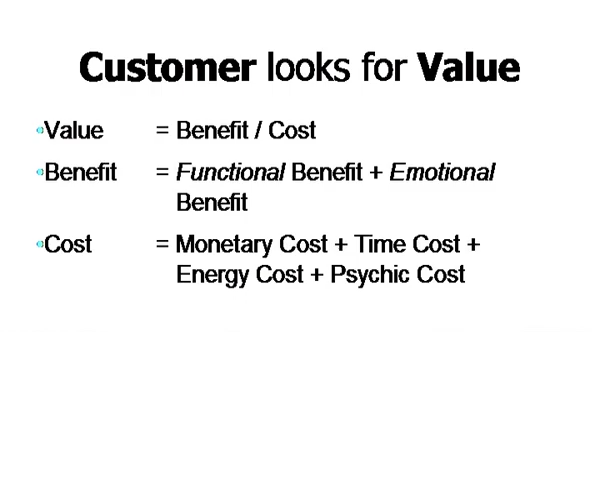 Customer looks for Value
•Value = Benefit / Cost
•Benefit = Functional Benefit + Emotional
Benefit
•Cost = Monetary Cost + Time Cost +
Energy Cost + Psychic Cost